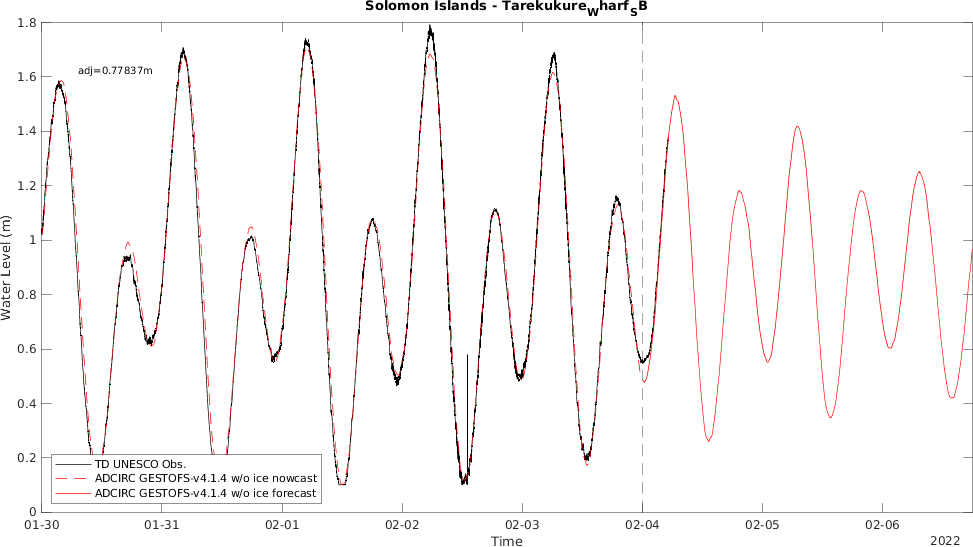 Solomon Islands - Tarekukure_Wharf_SB
adj=0.77837m
Water Level (m)
1.8
1.6
1.4
1.2
1
0.8
0.6
0.4
0.2
0
TD UNESCO Obs.
ADCIRC GESTOFS-v4.1.4 w/o ice nowcast
ADCIRC GESTOFS-v4.1.4 w/o ice forecast
01-30 01-31 02-01 02-02 02-03 02-04 02-05 02-06
Time
2022